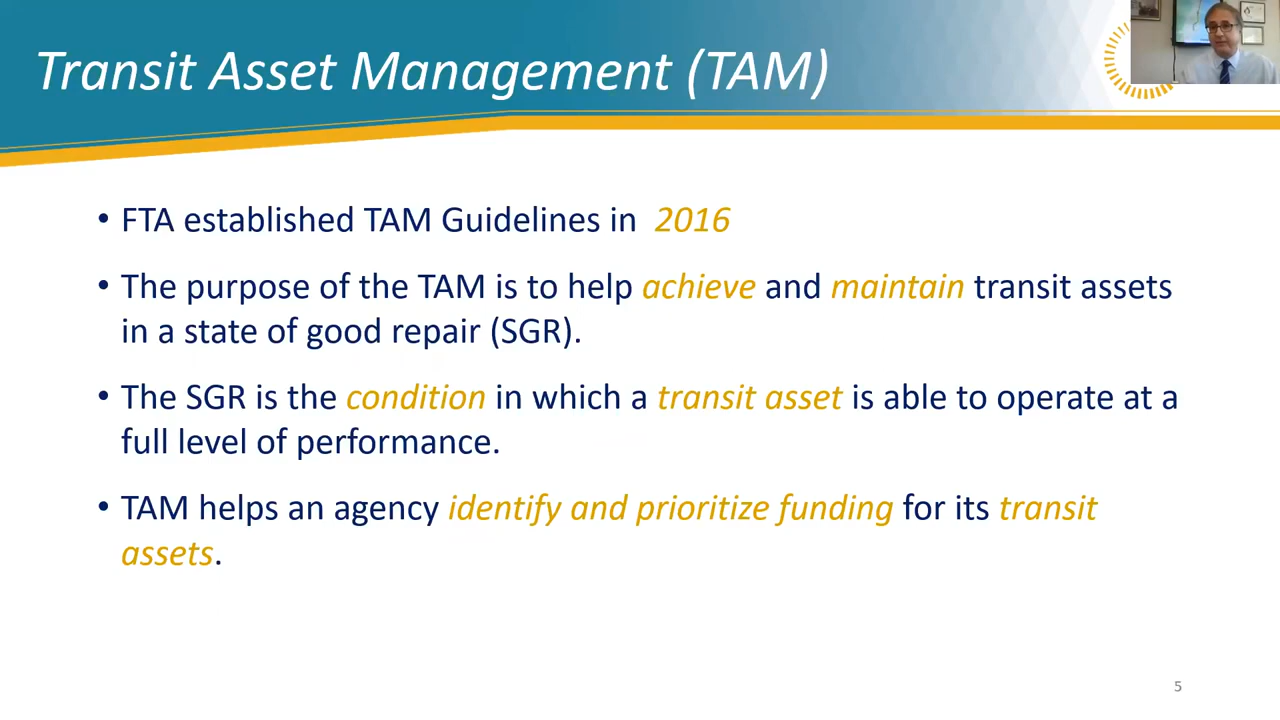 Transit Asset Management (TAM)
• FTA established TAM Guidelines in 2016
• The purpose of the TAM is to help achieve and maintain transit assets
in a state of good repair (SGR).
• The SGR is the condition in which a transit asset is able to operate at a
full level of performance.
• TAM helps an agency identify and prioritize funding for its transit
assets.
5